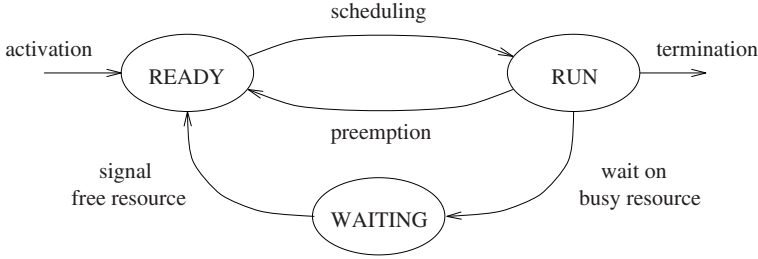 scheduling
activation
termination
READY
RUN
preemption
signal
free resource
wait on
busy resource
WAITING